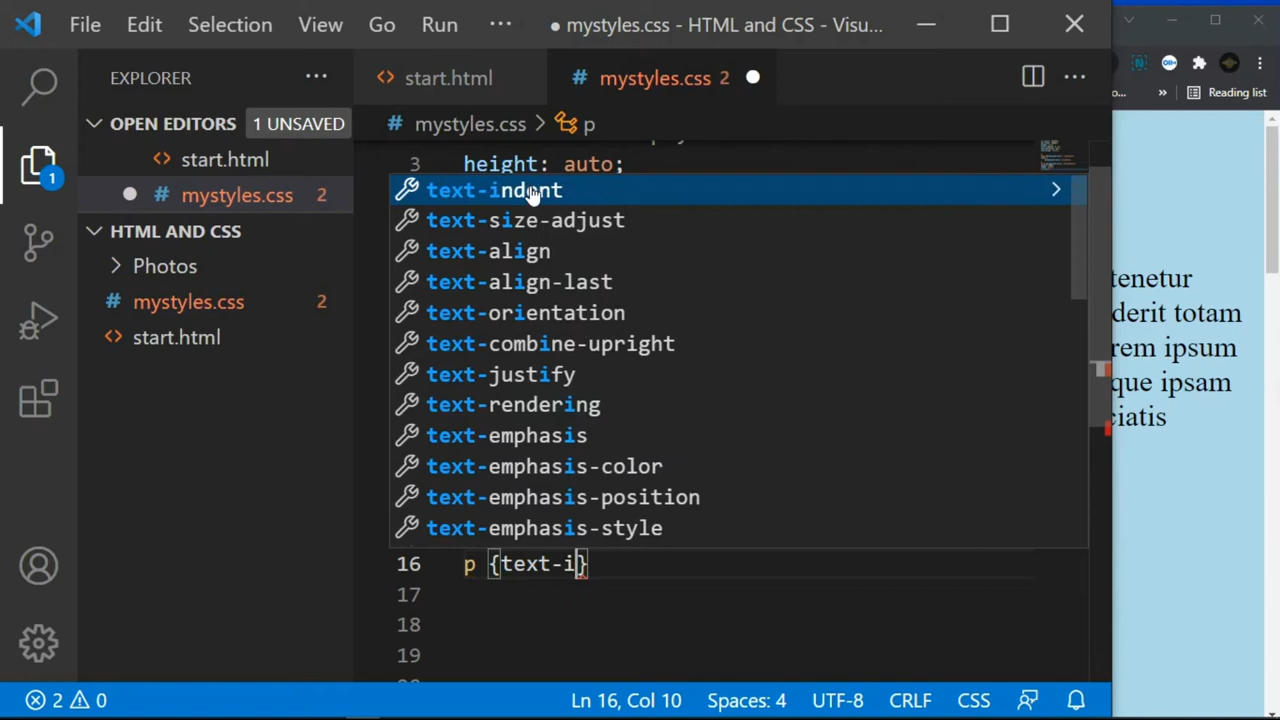 File Edit Selection View Go Run ··· ● mystyles.css - HTML and CSS - Visu...
EXPLORER ···
<> start.html # mystyles.css 2 ●
OPEN EDITORS 1 UNSAVED
# mystyles.css > p
<> start.html
● # mystyles.css 2
HTML AND CSS
> Photos
# mystyles.css 2
<> start.html
1
3 height: auto;
text-indent
text-size-adjust
text-align
text-align-last
text-orientation
text-combine-upright
text-justify
text-rendering
text-emphasis
text-emphasis-color
text-emphasis-position
text-emphasis-style
16 p {text-i}
17
18
19
2 0 Ln 16, Col 10 Spaces: 4 UTF-8 CRLF CSS
o... » Reading list
tenetur
derit totam
rem ipsum
que ipsam
ciatis